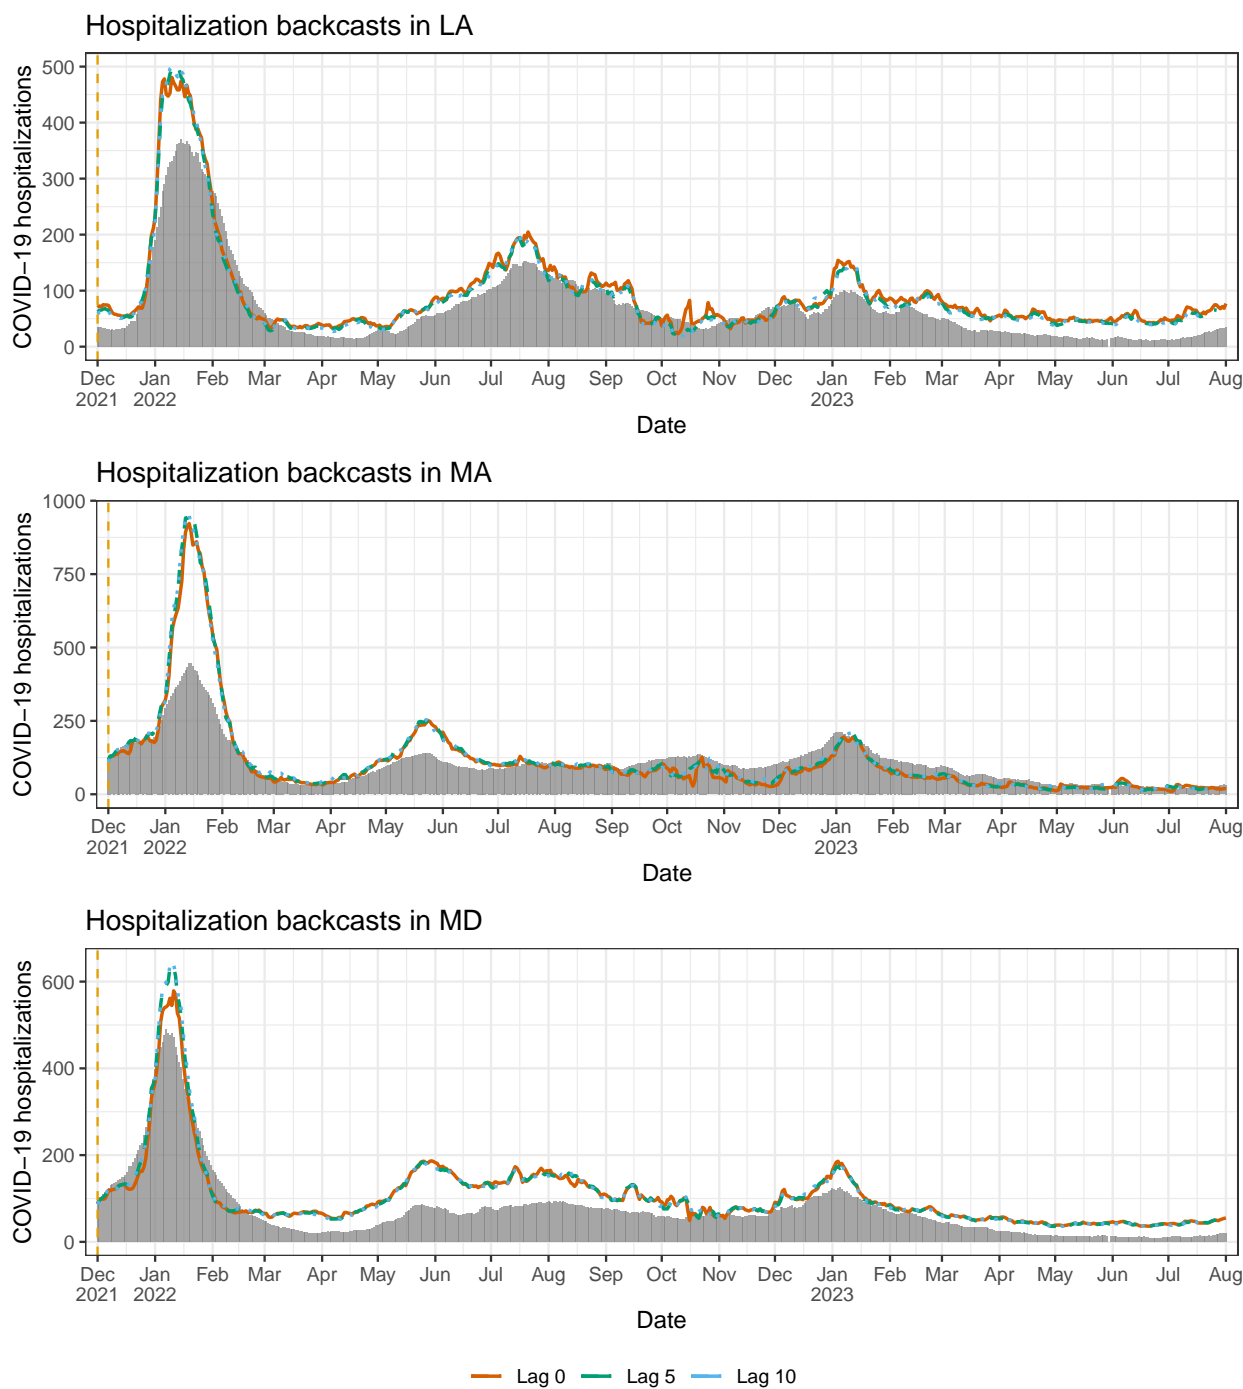 Hospitalization backcasts in LA
COVID−19 hospitalizations
500
400
300
200
100
0
Dec Jan Feb Mar Apr May Jun Jul Aug Sep Oct Nov Dec Jan Feb Mar Apr May Jun Jul Aug
2021 2022 2023
Date
Hospitalization backcasts in MA
COVID−19 hospitalizations
1000
750
500
250
0
Dec Jan Feb Mar Apr May Jun Jul Aug Sep Oct Nov Dec Jan Feb Mar Apr May Jun Jul Aug
2021 2022 2023
Date
Hospitalization backcasts in MD
COVID−19 hospitalizations
600
400
200
0
Dec Jan Feb Mar Apr May Jun Jul Aug Sep Oct Nov Dec Jan Feb Mar Apr May Jun Jul Aug
2021 2022 2023
Date
Lag 0 Lag 5 Lag 10